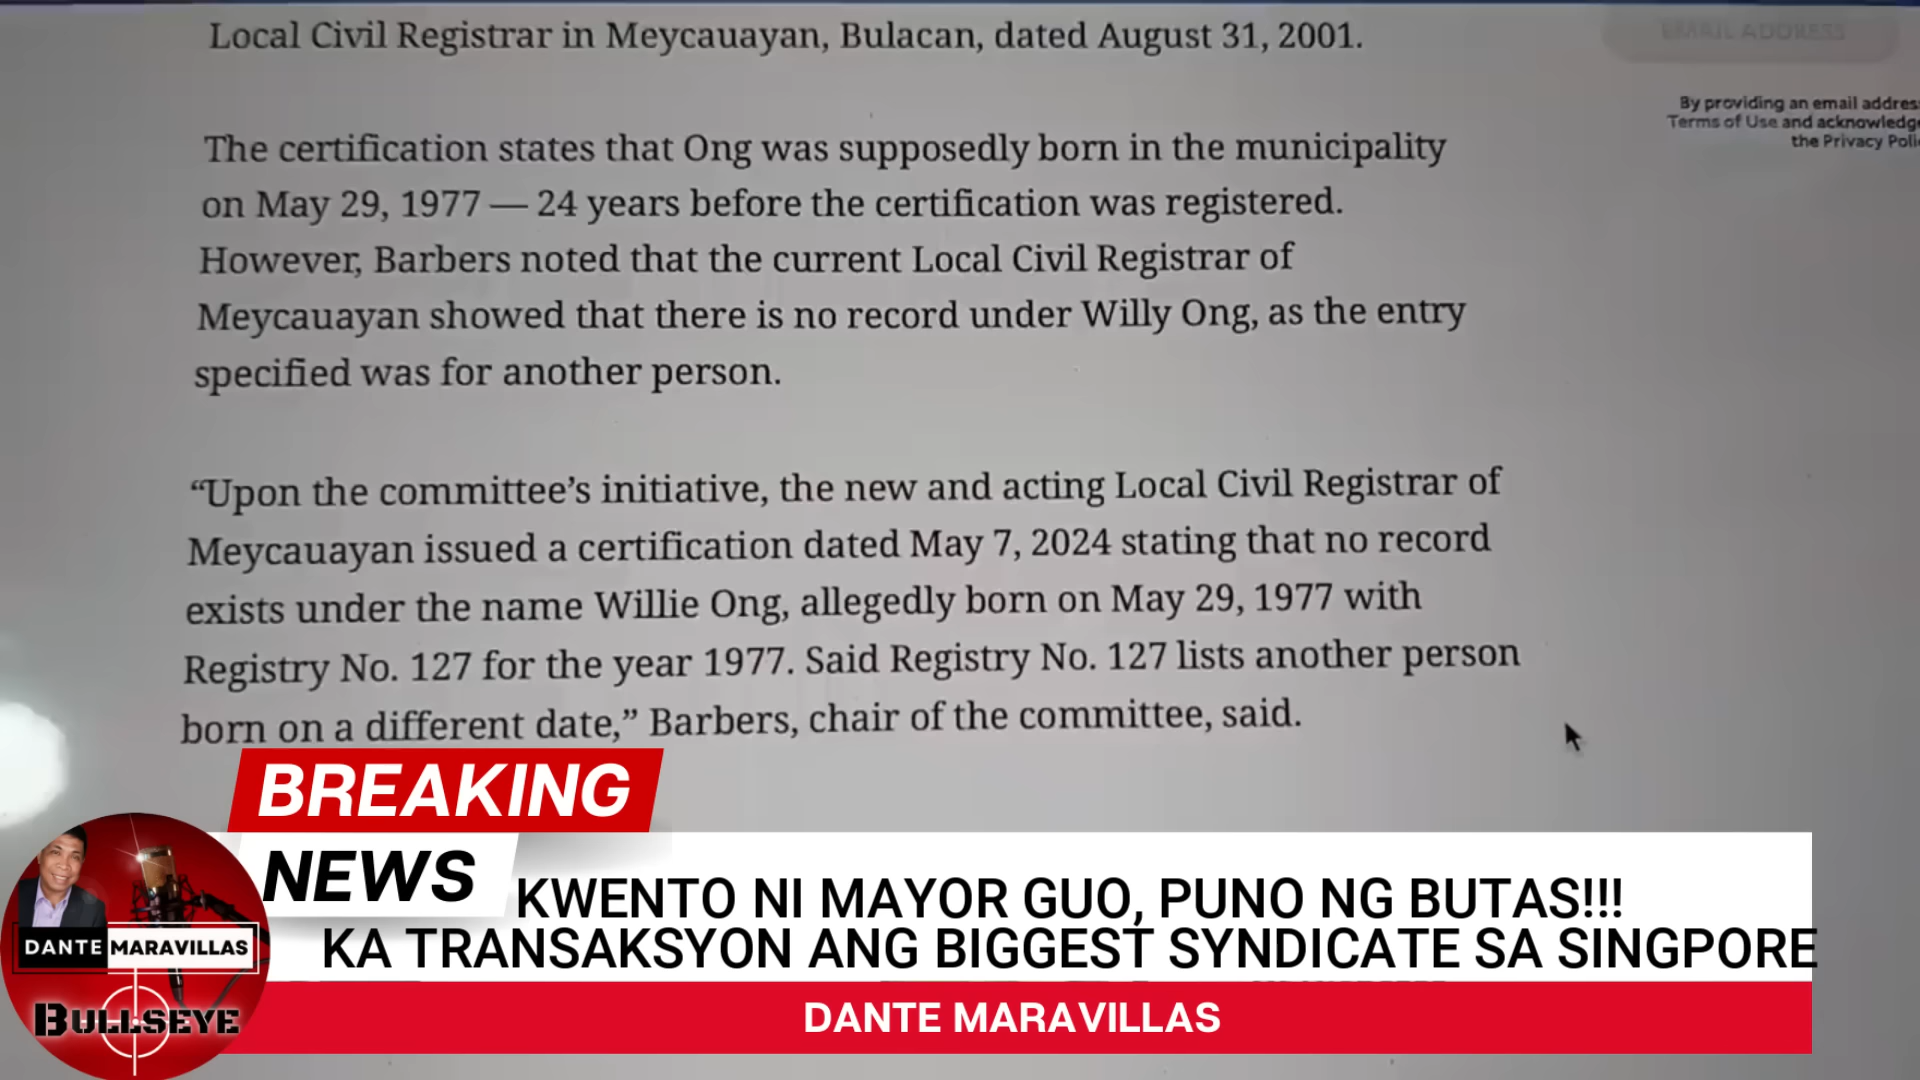 Local Civil Registrar in Meycauayan, Bulacan, dated August 31, 2001.
EMAIL ADDRESS
By providing an email
Terms of Use and
the Privacy
The certification states that Ong was supposedly born in the municipality
on May 29, 1977 — 24 years before the certification was registered.
However, Barbers noted that the current Local Civil Registrar of
Meycauayan showed that there is no record under Willy Ong, as the entry
specified was for another person.
“Upon the committee’s initiative, the new and acting Local Civil Registrar of
Meycauayan issued a certification dated May 7, 2024 stating that no record
exists under the name Willie Ong, allegedly born on May 29, 1977 with
Registry No. 127 for the year 1977. Said Registry No. 127 lists another person
born on a different date,” Barbers, chair of the committee, said.
BREAKING
NEWS
KWENTO NI MAYOR GUO, PUNO NG BUTAS!!!
KA TRANSAKSYON ANG BIGGEST SYNDICATE SA SINGPORE
DANTE MARAVILLAS
DANTE MARAVILLAS
BULLSEYE